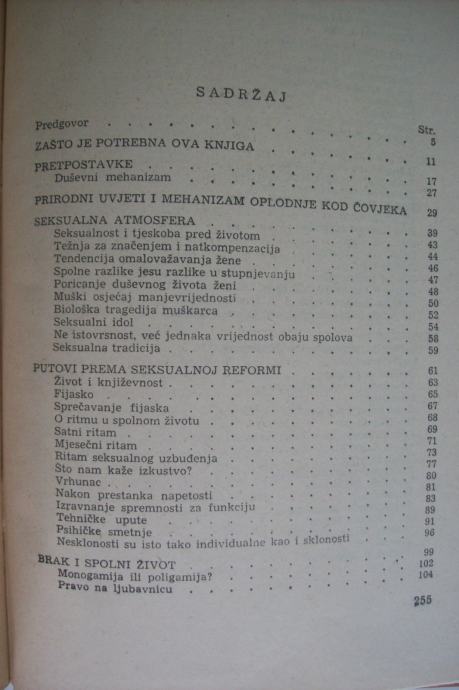 SADRŽAJ
Str.
Predgovor . . . . . . . . . . . . 5
ZAŠTO JE POTREBNA OVA KNJIGA . . . . . 11
PRETPOSTAVKE . . . . . . . . . . 17
Duševni mehanizam . . . . . . . . . 27
PRIRODNI UVJETI I MEHANIZAM OPLODNJE KOD ČOVJEKA 29
SEKSUALNA ATMOSFERA . . . . . . . . 39
Seksualnost i tjeskoba pred životom . . . . . 43
Težnja za značenjem i natkompenzacija . . . . 44
Tendencija omalovažavanja žene . . . . . . 46
Spolne razlike jesu razlike u stupnjevanju . . . . 47
Poricanje duševnog života ženi . . . . . . 48
Muški osjećaj manjevrijednosti . . . . . . 50
Biološka tragedija muškarca . . . . . . . 52
Seksualni idol . . . . . . . . . . 54
Ne istovrsnost, već jednaka vrijednost obaju spolova . 58
Seksualna tradicija . . . . . . . . . 59
PUTOVI PREMA SEKSUALNOJ REFORMI . . . . 61
Život i književnost . . . . . . . . . 63
Fijasko . . . . . . . . . . . . 65
Sprečavanje fijaska . . . . . . . . . 67
O ritmu u spolnom životu . . . . . . . 68
Satni ritam . . . . . . . . . . . 69
Mjesečni ritam . . . . . . . . . . 71
Ritam seksualnog uzbuđenja . . . . . . . 73
Što nam kaže izkustvo? . . . . . . . . 77
Vrhunac . . . . . . . . . . . . 80
Nakon prestanka napetosti . . . . . . . 81
Izravnanje spremnosti za funkciju . . . . . 83
Tehničke upute . . . . . . . . . . 89
Psihičke smetnje . . . . . . . . . . 91
Nesklonosti su isto tako individualne kao i sklonosti . 96
BRAK I SPOLNI ŽIVOT . . . . . . . . 99
Monogamija ili poligamija? . . . . . . . 102
Pravo na ljubavnicu . . . . . . . . . 104
255